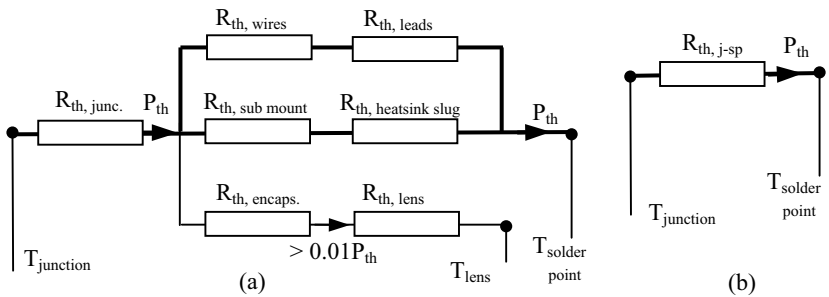 R_th, wires
R_th, leads
R_th, junc.
P_th
R_th, sub mount
R_th, heatsink slug
P_th
R_th, encaps.
R_th, lens
> 0.01P_th
T_junction
T_lens
T_solder
point
(a)
R_th, j-sp
P_th
T_junction
T_solder
point
(b)